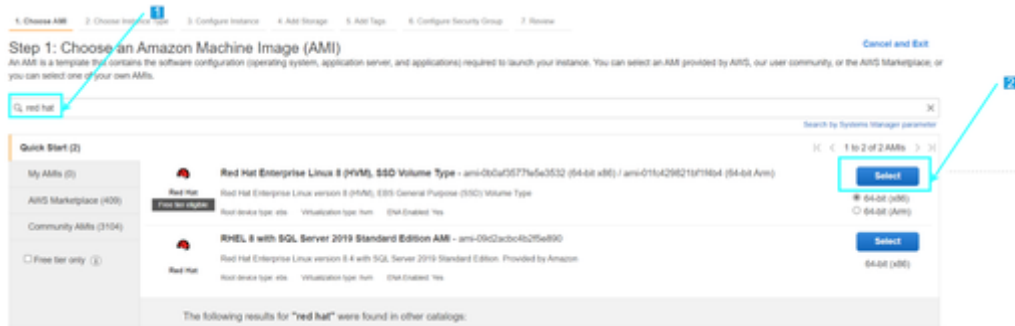 1
1. Choose AMI 2. Choose Instance Type 3. Configure Instance 4. Add Storage 5. Add Tags 6. Configure Security Group 7. Review
Step 1: Choose an Amazon Machine Image (AMI)
Cancel and Exit
An AMI is a template that contains the software configuration (operating system, application server, and applications) required to launch your instance. You can select an AMI provided by AWS, our user community, or the AWS Marketplace; or
you can select one of your own AMIs.
2
red hat
Search by Systems Manager parameter
Quick Start (2)
1 to 2 of 2 AMIs
My AMIs (0)
AWS Marketplace (409)
Community AMIs (3104)
Free tier only
Red Hat
Free tier eligible
Red Hat Enterprise Linux 8 (HVM), SSD Volume Type - (64-bit x86) / (64-bit Arm)
Red Hat Enterprise Linux version 8 (HVM), EBS General Purpose (SSD) Volume Type
Root device type: ebs Virtualization type: hvm ENA Enabled: Yes
Select
64-bit (x86)
64-bit (Arm)
Red Hat
RHEL 8 with SQL Server 2019 Standard Edition AMI - ami-09d2acbc4b2f5e890
Red Hat Enterprise Linux version 8.4 with SQL Server 2019 Standard Edition. Provided by Amazon
Root device type: ebs Virtualization type: hvm ENA Enabled: Yes
Select
64-bit (x86)
The following results for "red hat" were found in other catalogs: